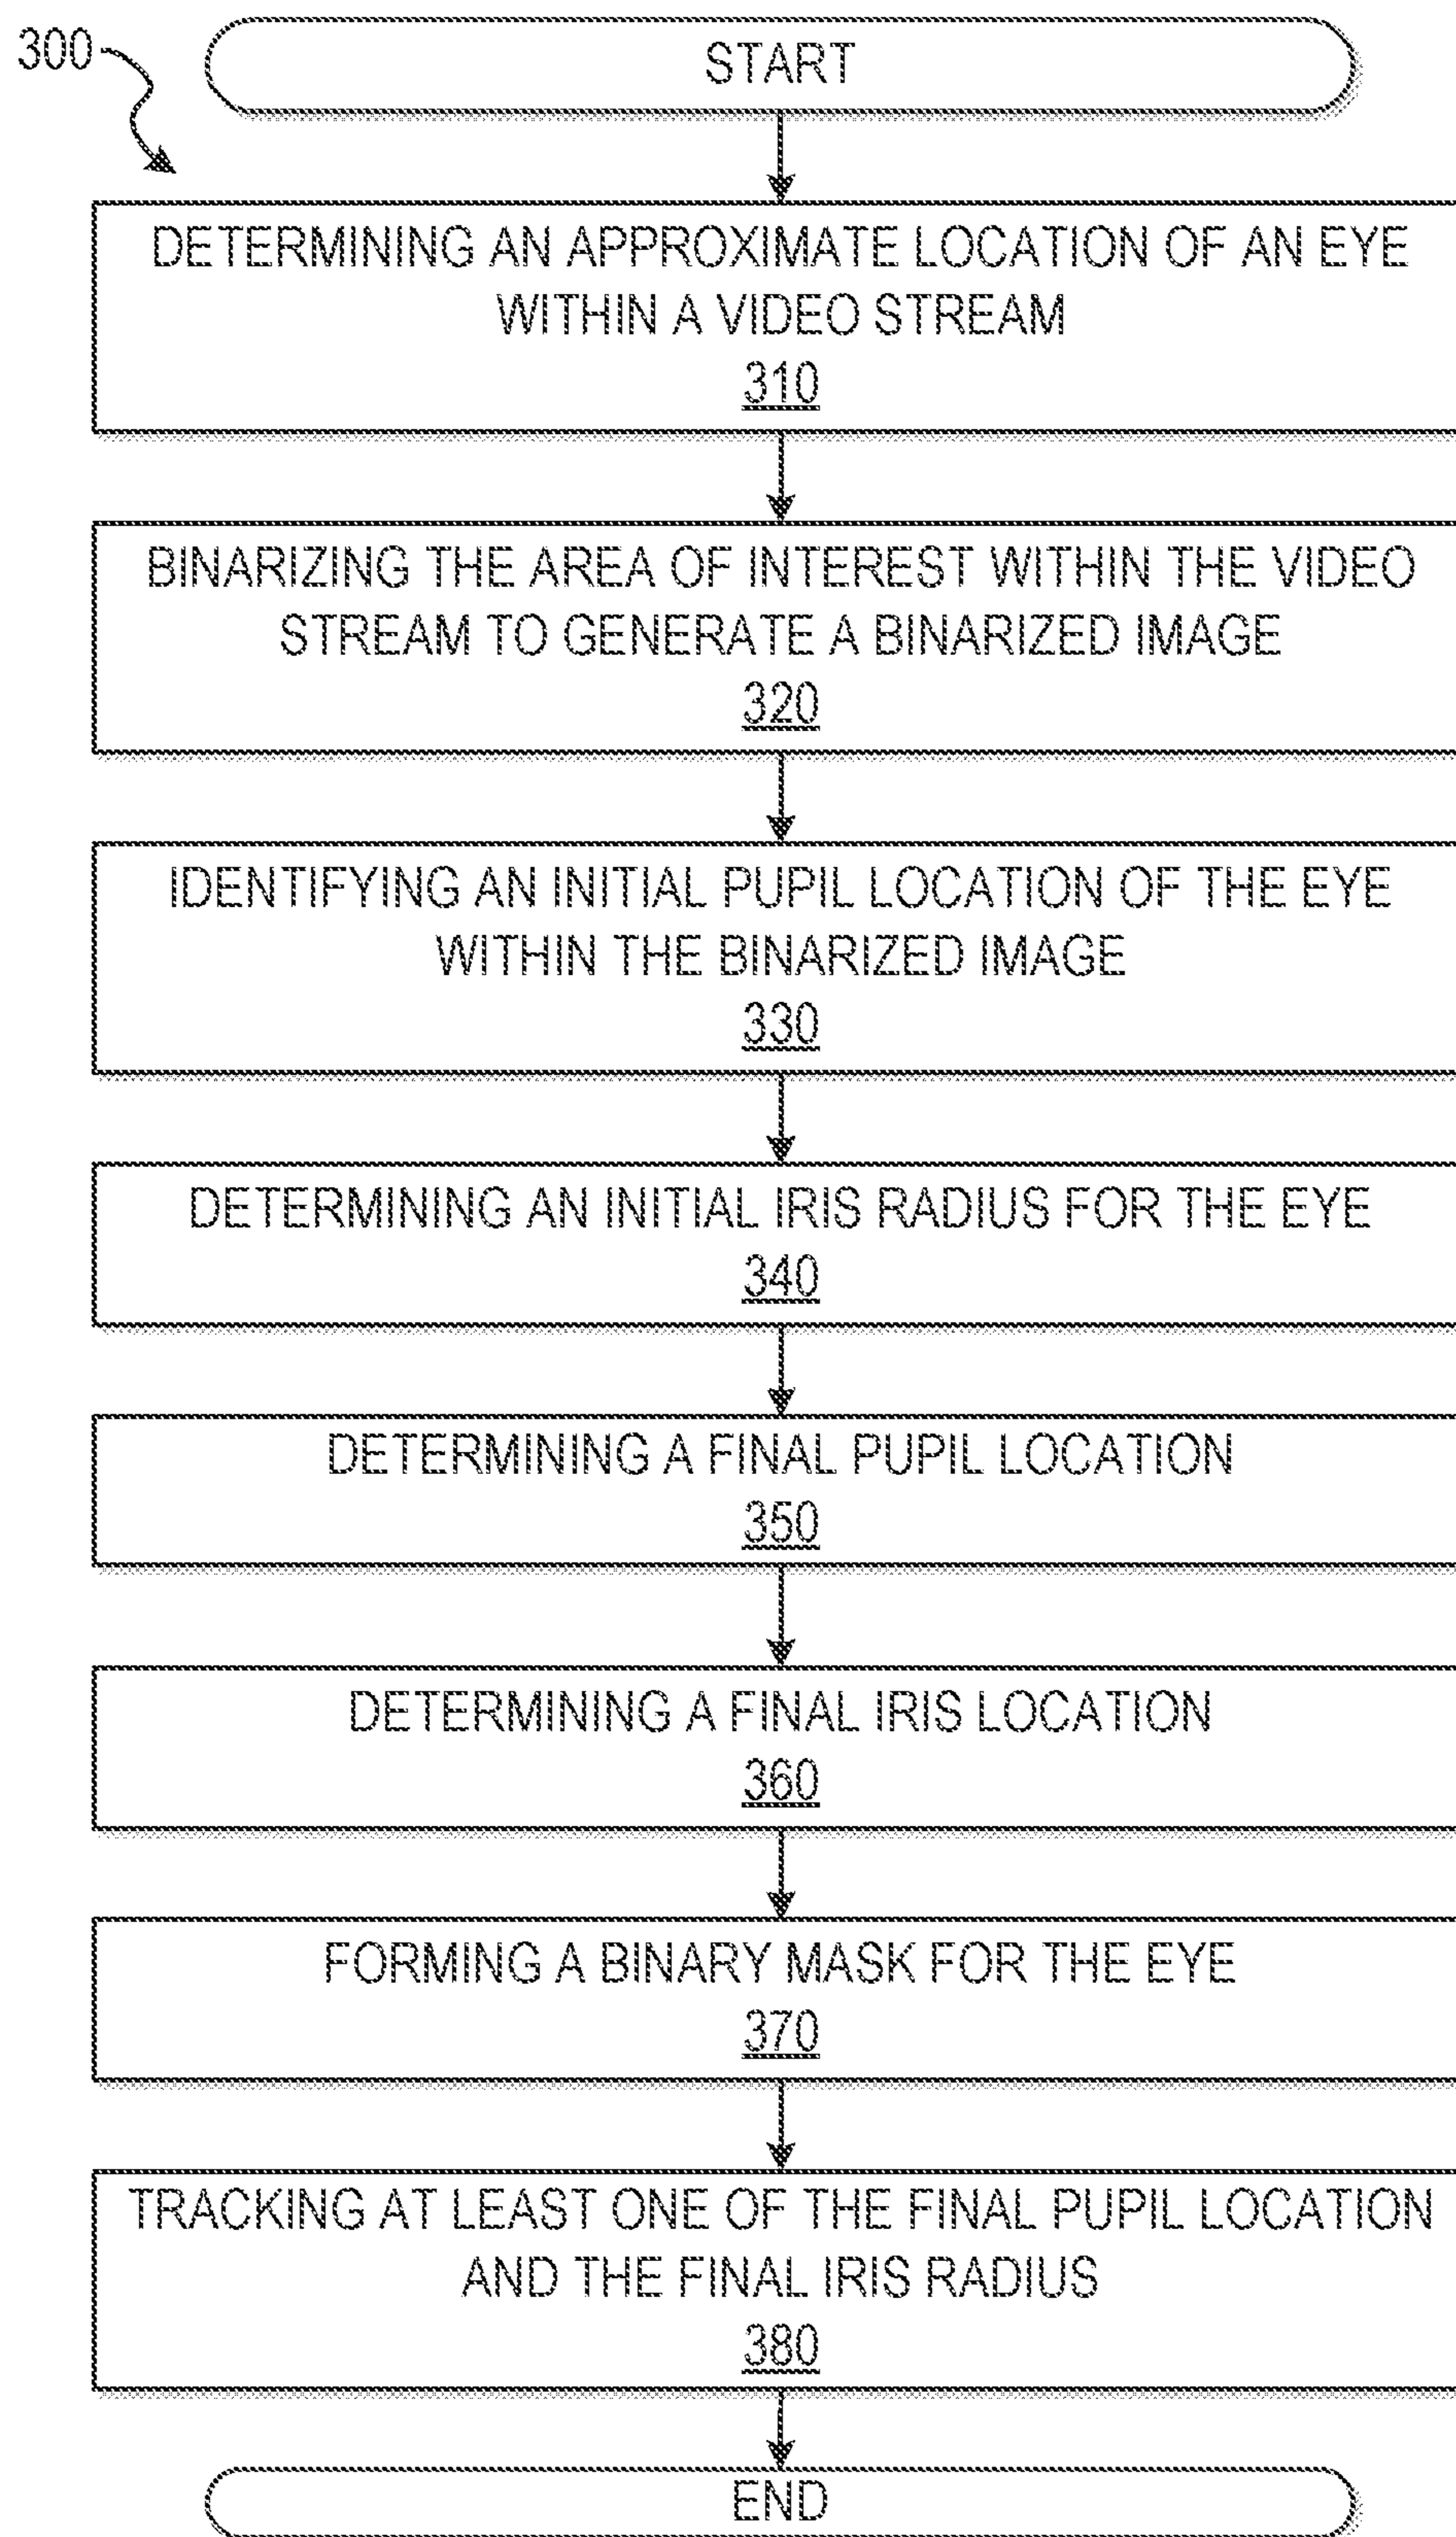 300
START
DETERMINING AN APPROXIMATE LOCATION OF AN EYE
WITHIN A VIDEO STREAM
310
BINARIZING THE AREA OF INTEREST WITHIN THE VIDEO
STREAM TO GENERATE A BINARIZED IMAGE
320
IDENTIFYING AN INITIAL PUPIL LOCATION OF THE EYE
WITHIN THE BINARIZED IMAGE
330
DETERMINING AN INITIAL IRIS RADIUS FOR THE EYE
340
DETERMINING A FINAL PUPIL LOCATION
350
DETERMINING A FINAL IRIS LOCATION
360
FORMING A BINARY MASK FOR THE EYE
370
TRACKING AT LEAST ONE OF THE FINAL PUPIL LOCATION
AND THE FINAL IRIS RADIUS
380
END